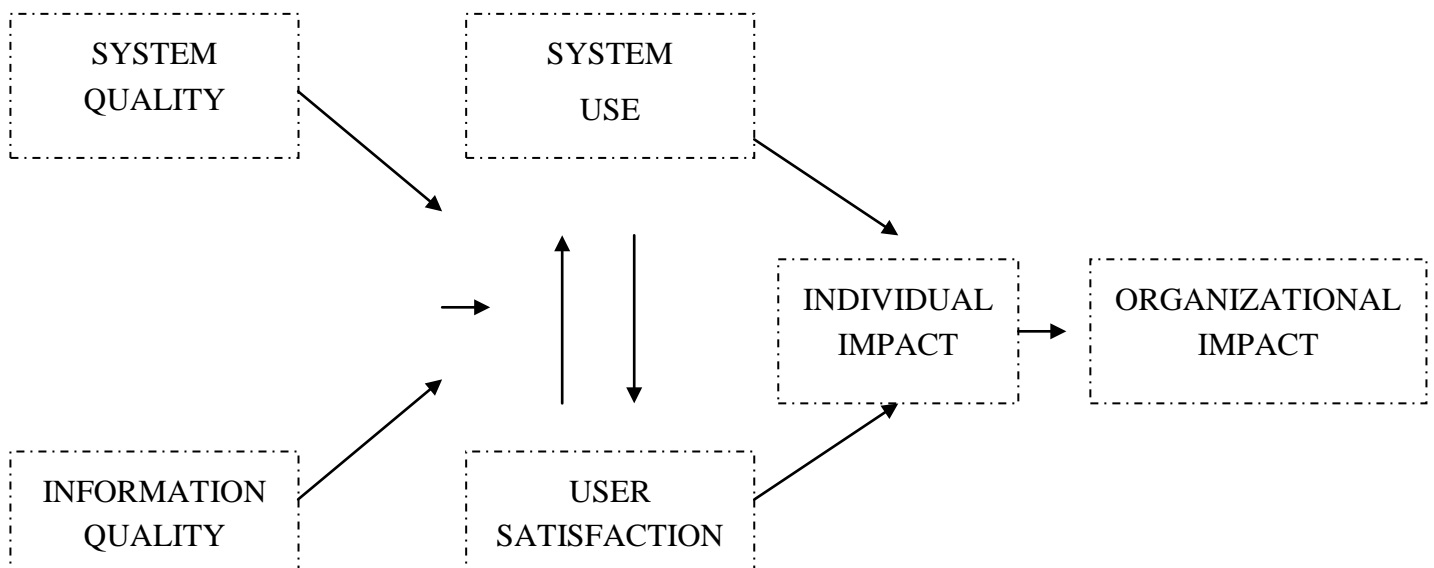 SYSTEM
QUALITY
SYSTEM
USE
INDIVIDUAL
IMPACT
ORGANIZATIONAL
IMPACT
INFORMATION
QUALITY
USER
SATISFACTION